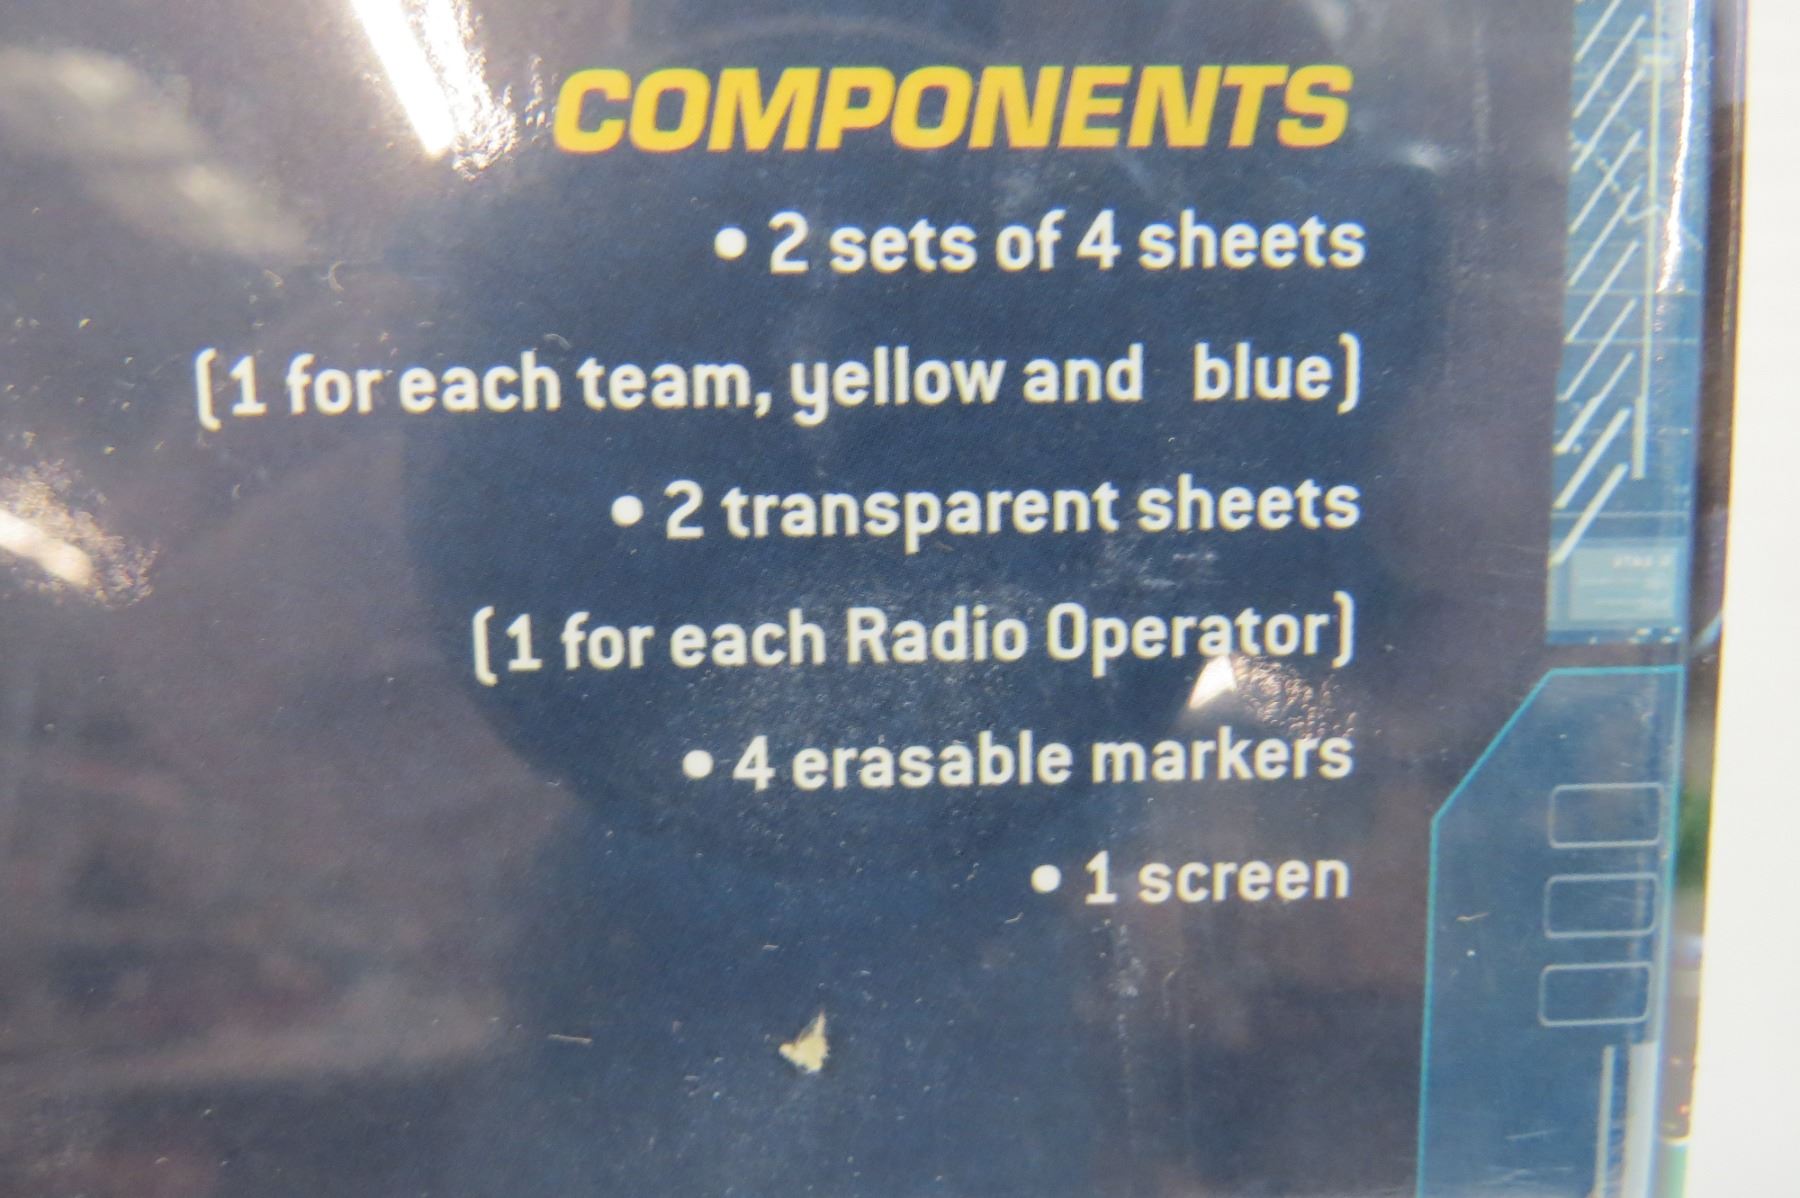 COMPONENTS
• 2 sets of 4 sheets
(1 for each team, yellow and blue)
• 2 transparent sheets
(1 for each Radio Operator)
• 4 erasable markers
• 1 screen